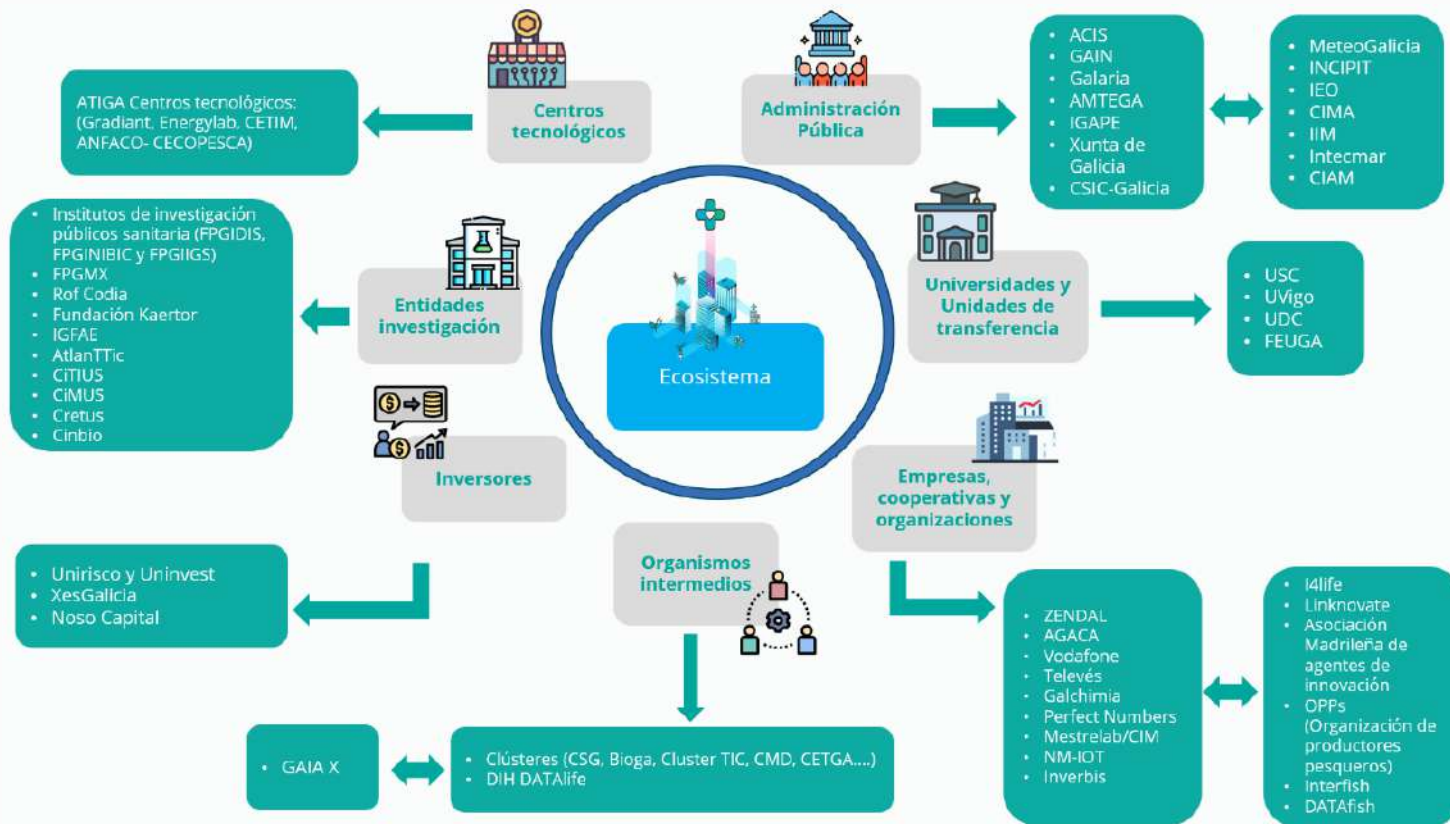 Centros
tecnológicos
ATIGA Centros tecnológicos:
(Gradiant, Energylab, CETIM,
ANFACO- CECOPESCA)
Administración
Pública
• ACIS
• GAIN
• Galaria
• AMTEGA
• IGAPE
• Xunta de
Galicia
• CSIC-Galicia
• MeteoGalicia
• INCIPIT
• IEO
• CIMA
• IIM
• Intecmar
• CIAM
Entidades
investigación
• Institutos de investigación
públicos sanitaria (FPGIDIS,
FPGINIBIC y FPGIIGS)
• FPGMX
• Rof Codia
• Fundación Kaertor
• IGFAE
• AtlanTTic
• CiTIUS
• CiMUS
• Cretus
• Cinbio
Ecosistema
Universidades y
Unidades de
transferencia
• USC
• UVigo
• UDC
• FEUGA
Inversores
• Unirisco y Uninvest
• XesGalicia
• Noso Capital
Organismos
intermedios
• GAIA X
• Clústeres (CSG, Bioga, Cluster TIC, CMD, CETGA....)
• DIH DATAlife
Empresas,
cooperativas y
organizaciones
• ZENDAL
• AGACA
• Vodafone
• Televés
• Galchimia
• Perfect Numbers
• Mestrelab/CIM
• NM-IOT
• Inverbis
• I4life
• Linknovate
• Asociación
Madrileña de
agentes de
innovación
• OPPs
(Organización de
productores
pesqueros)
• Interfish
• DATAfish